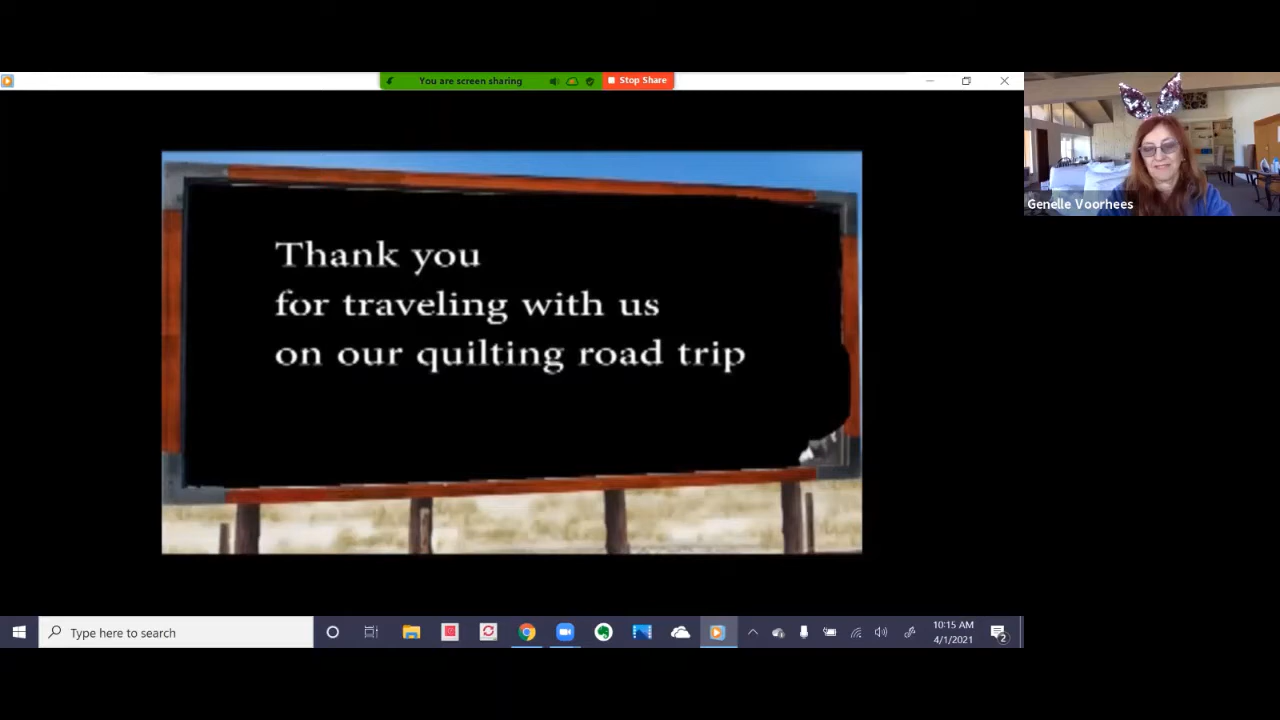 You are screen sharing
Stop Share
Genelle Voorhees
Thank you
for traveling with us
on our quilting road trip
Type here to search
10:15 AM
4/1/2021
2